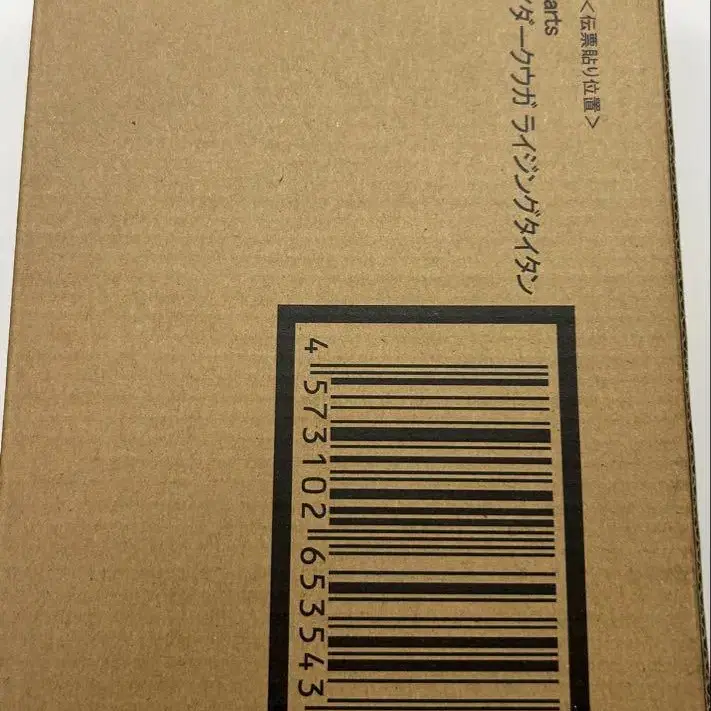 <伝票貼り位置>
arts
ダークウガ ライジングタイタン
4 573102 653543